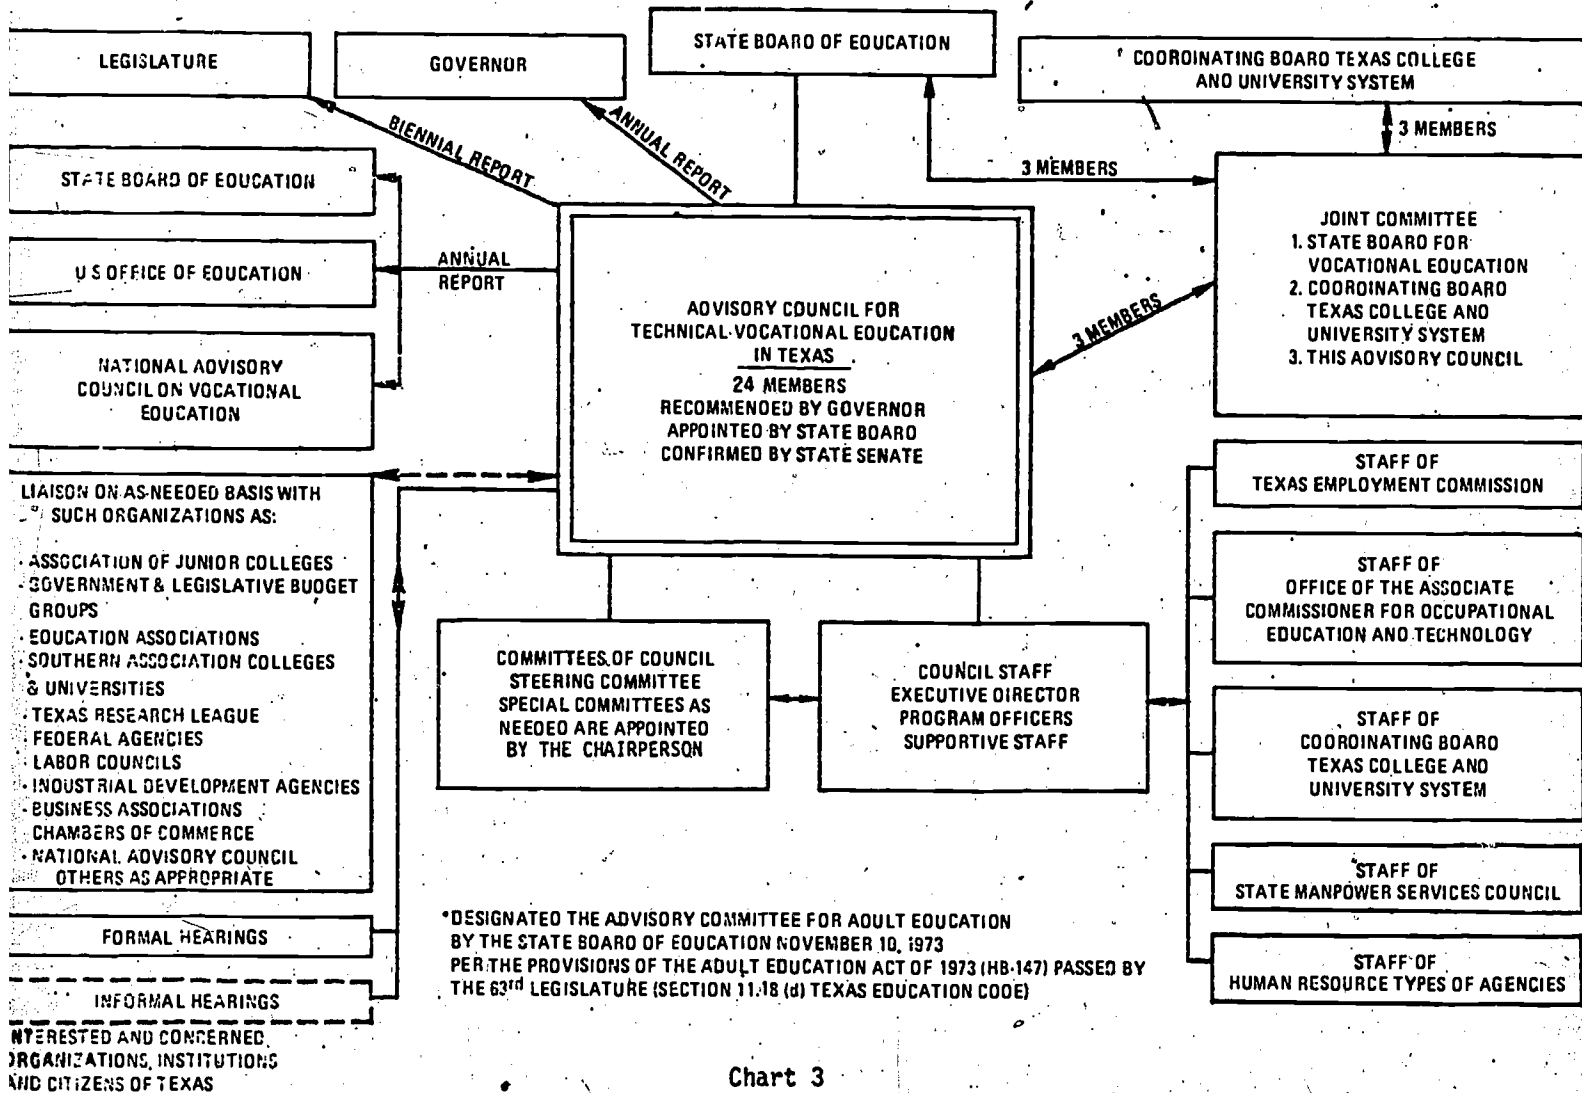 LEGISLATURE
GOVERNOR
STATE BOARD OF EDUCATION
COORDINATING BOARD TEXAS COLLEGE
AND UNIVERSITY SYSTEM
BIENNIAL REPORT
ANNUAL REPORT
3 MEMBERS
3 MEMBERS
STATE BOARD OF EDUCATION
U S OFFICE OF EDUCATION
ANNUAL
REPORT
NATIONAL ADVISORY
COUNCIL ON VOCATIONAL
EDUCATION
ADVISORY COUNCIL FOR
TECHNICAL-VOCATIONAL EDUCATION
IN TEXAS
24 MEMBERS
RECOMMENDED BY GOVERNOR
APPOINTED BY STATE BOARD
CONFIRMED BY STATE SENATE
3 MEMBERS
JOINT COMMITTEE
1. STATE BOARD FOR
VOCATIONAL EDUCATION
2. COORDINATING BOARD
TEXAS COLLEGE AND
UNIVERSITY SYSTEM
3. THIS ADVISORY COUNCIL
LIAISON ON AS-NEEDED BASIS WITH
SUCH ORGANIZATIONS AS:
· ASSOCIATION OF JUNIOR COLLEGES
· GOVERNMENT & LEGISLATIVE BUDGET
GROUPS
· EDUCATION ASSOCIATIONS
· SOUTHERN ASSOCIATION COLLEGES
& UNIVERSITIES
· TEXAS RESEARCH LEAGUE
· FEDERAL AGENCIES
· LABOR COUNCILS
· INDUSTRIAL DEVELOPMENT AGENCIES
· BUSINESS ASSOCIATIONS
CHAMBERS OF COMMERCE
· NATIONAL ADVISORY COUNCIL
OTHERS AS APPROPRIATE
FORMAL HEARINGS
INFORMAL HEARINGS
NTERESTED AND CONCERNED
ORGANIZATIONS, INSTITUTIONS
AND CITIZENS OF TEXAS
COMMITTEES OF COUNCIL
STEERING COMMITTEE
SPECIAL COMMITTEES AS
NEEDED ARE APPOINTED
BY THE CHAIRPERSON
COUNCIL STAFF
EXECUTIVE DIRECTOR
PROGRAM OFFICERS
SUPPORTIVE STAFF
STAFF OF
TEXAS EMPLOYMENT COMMISSION
STAFF OF
OFFICE OF THE ASSOCIATE
COMMISSIONER FOR OCCUPATIONAL
EDUCATION AND TECHNOLOGY
STAFF OF
COORDINATING BOARD
TEXAS COLLEGE AND
UNIVERSITY SYSTEM
STAFF OF
STATE MANPOWER SERVICES COUNCIL
STAFF OF
HUMAN RESOURCE TYPES OF AGENCIES
*DESIGNATED THE ADVISORY COMMITTEE FOR ADULT EDUCATION
BY THE STATE BOARD OF EDUCATION NOVEMBER 10, 1973
PER THE PROVISIONS OF THE ADULT EDUCATION ACT OF 1973 (HB-147) PASSED BY
THE 63rd LEGISLATURE (SECTION 11.18 (d) TEXAS EDUCATION CODE)
Chart 3